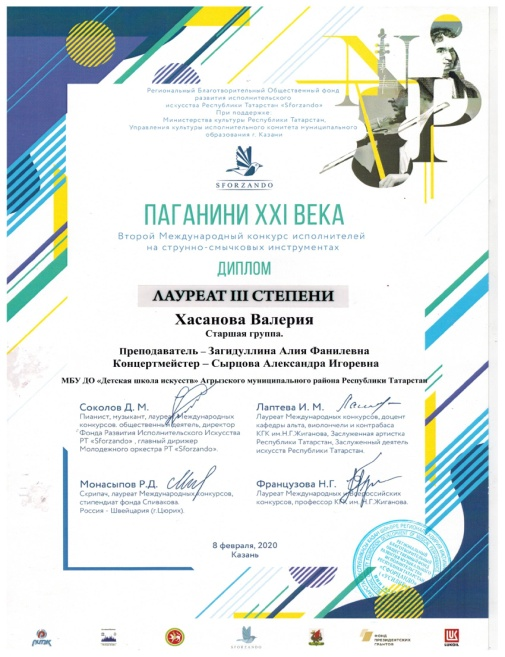 Региональный Благотворительный Общественный фонд
развития исполнительского
искусства Республики Татарстан «Sforzando»
При поддержке:
Министерства культуры Республики Татарстан,
Управления культуры исполнительного комитета муниципального
образования г. Казани
NP
SFORZANDO
ПАГАНИНИ XXI ВЕКА
Второй Международный конкурс исполнителей
на струнно-смычковых инструментах
ДИПЛОМ
ЛАУРЕАТ III СТЕПЕНИ
Хасанова Валерия
Старшая группа.
Преподаватель – Загидуллина Алия Фанилевна
Концертмейстер – Сырцова Александра Игоревна
МБУ ДО «Детская школа искусств» Агрызского муниципального района Республики Татарстан
Соколов Д. М.
Пианист, музыкант, лауреат Международных
конкурсов, общественный деятель, директор
Фонда Развития Исполнительского Искусства
РТ «Sforzando» , главный дирижер
Молодежного оркестра РТ «Sforzando».
Лаптева И. М.
Лауреат Международных конкурсов, доцент
кафедры альта, виолончели и контрабаса
КГК им.Н.Г.Жиганова, Заслуженная артистка
Республики Татарстан, Заслуженный деятель
искусств Республики Татарстан.
Монасыпов Р.Д.
Скрипач, лауреат Международных конкурсов,
стипендиат фонда Спивакова.
Россия - Швейцария (г.Цюрих).
Французова Н.Г.
Лауреат Международных и Всероссийских
конкурсов, профессор КГК им.Н.Г.Жиганова.
8 февраля, 2020
Казань
SFORZANDO
ФОНД
ПРЕЗИДЕНТСКИХ
ГРАНТОВ
LUKOIL